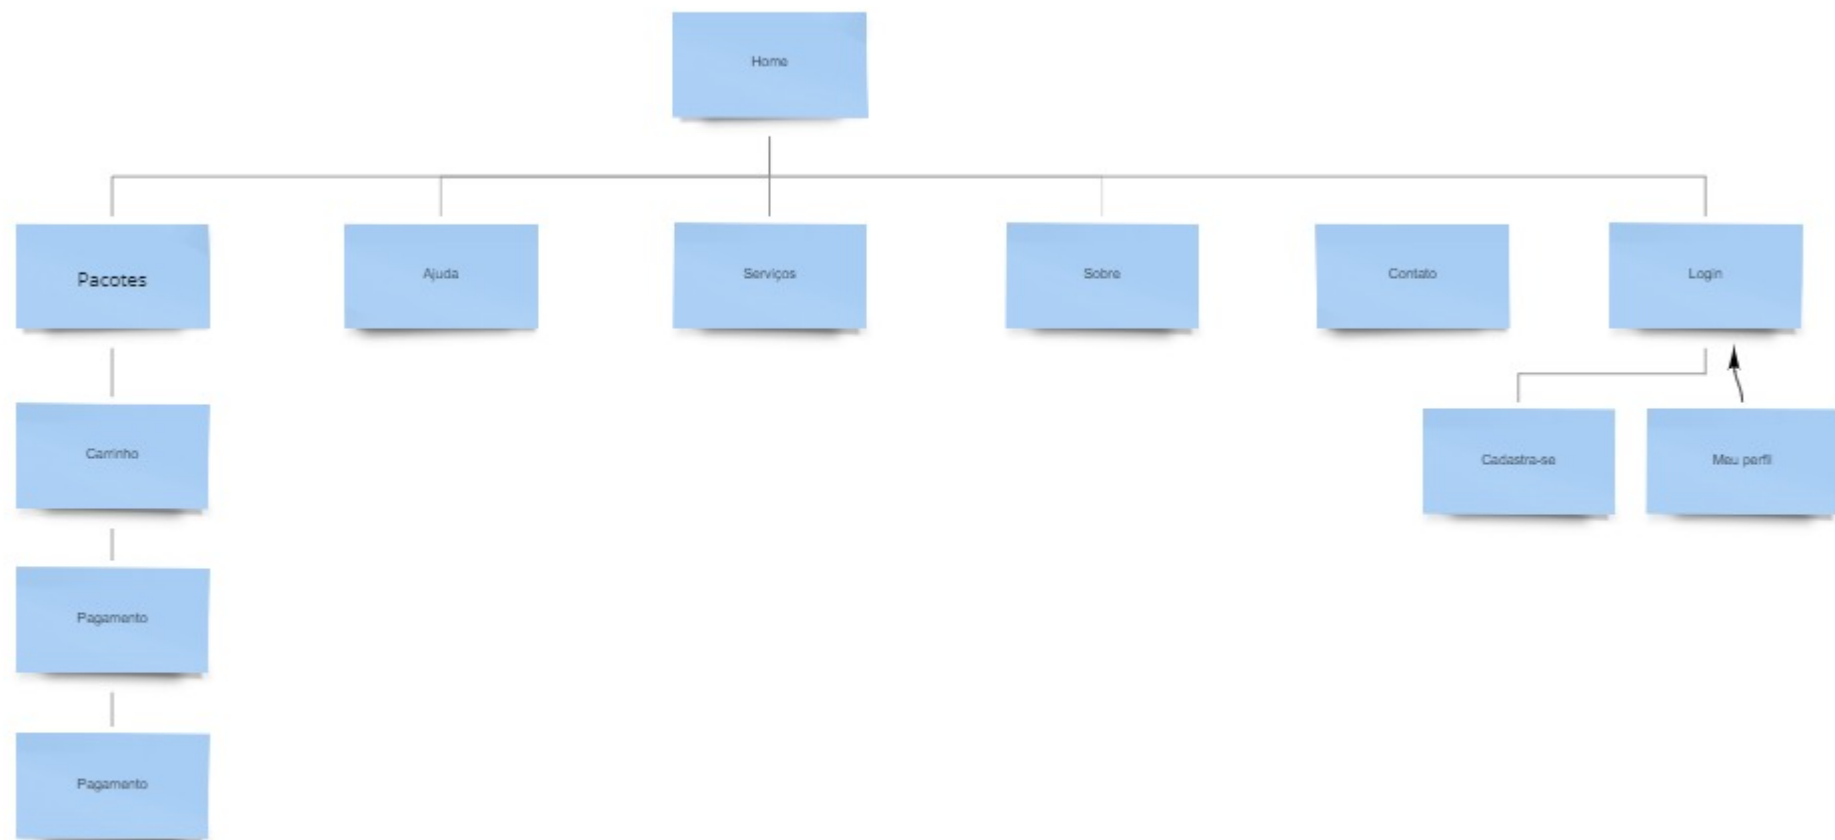 Home
Pacotes
Ajuda
Serviços
Sobre
Contato
Login
Carrinho
Cadastra-se
Meu perfil
Pagamento
Pagamento